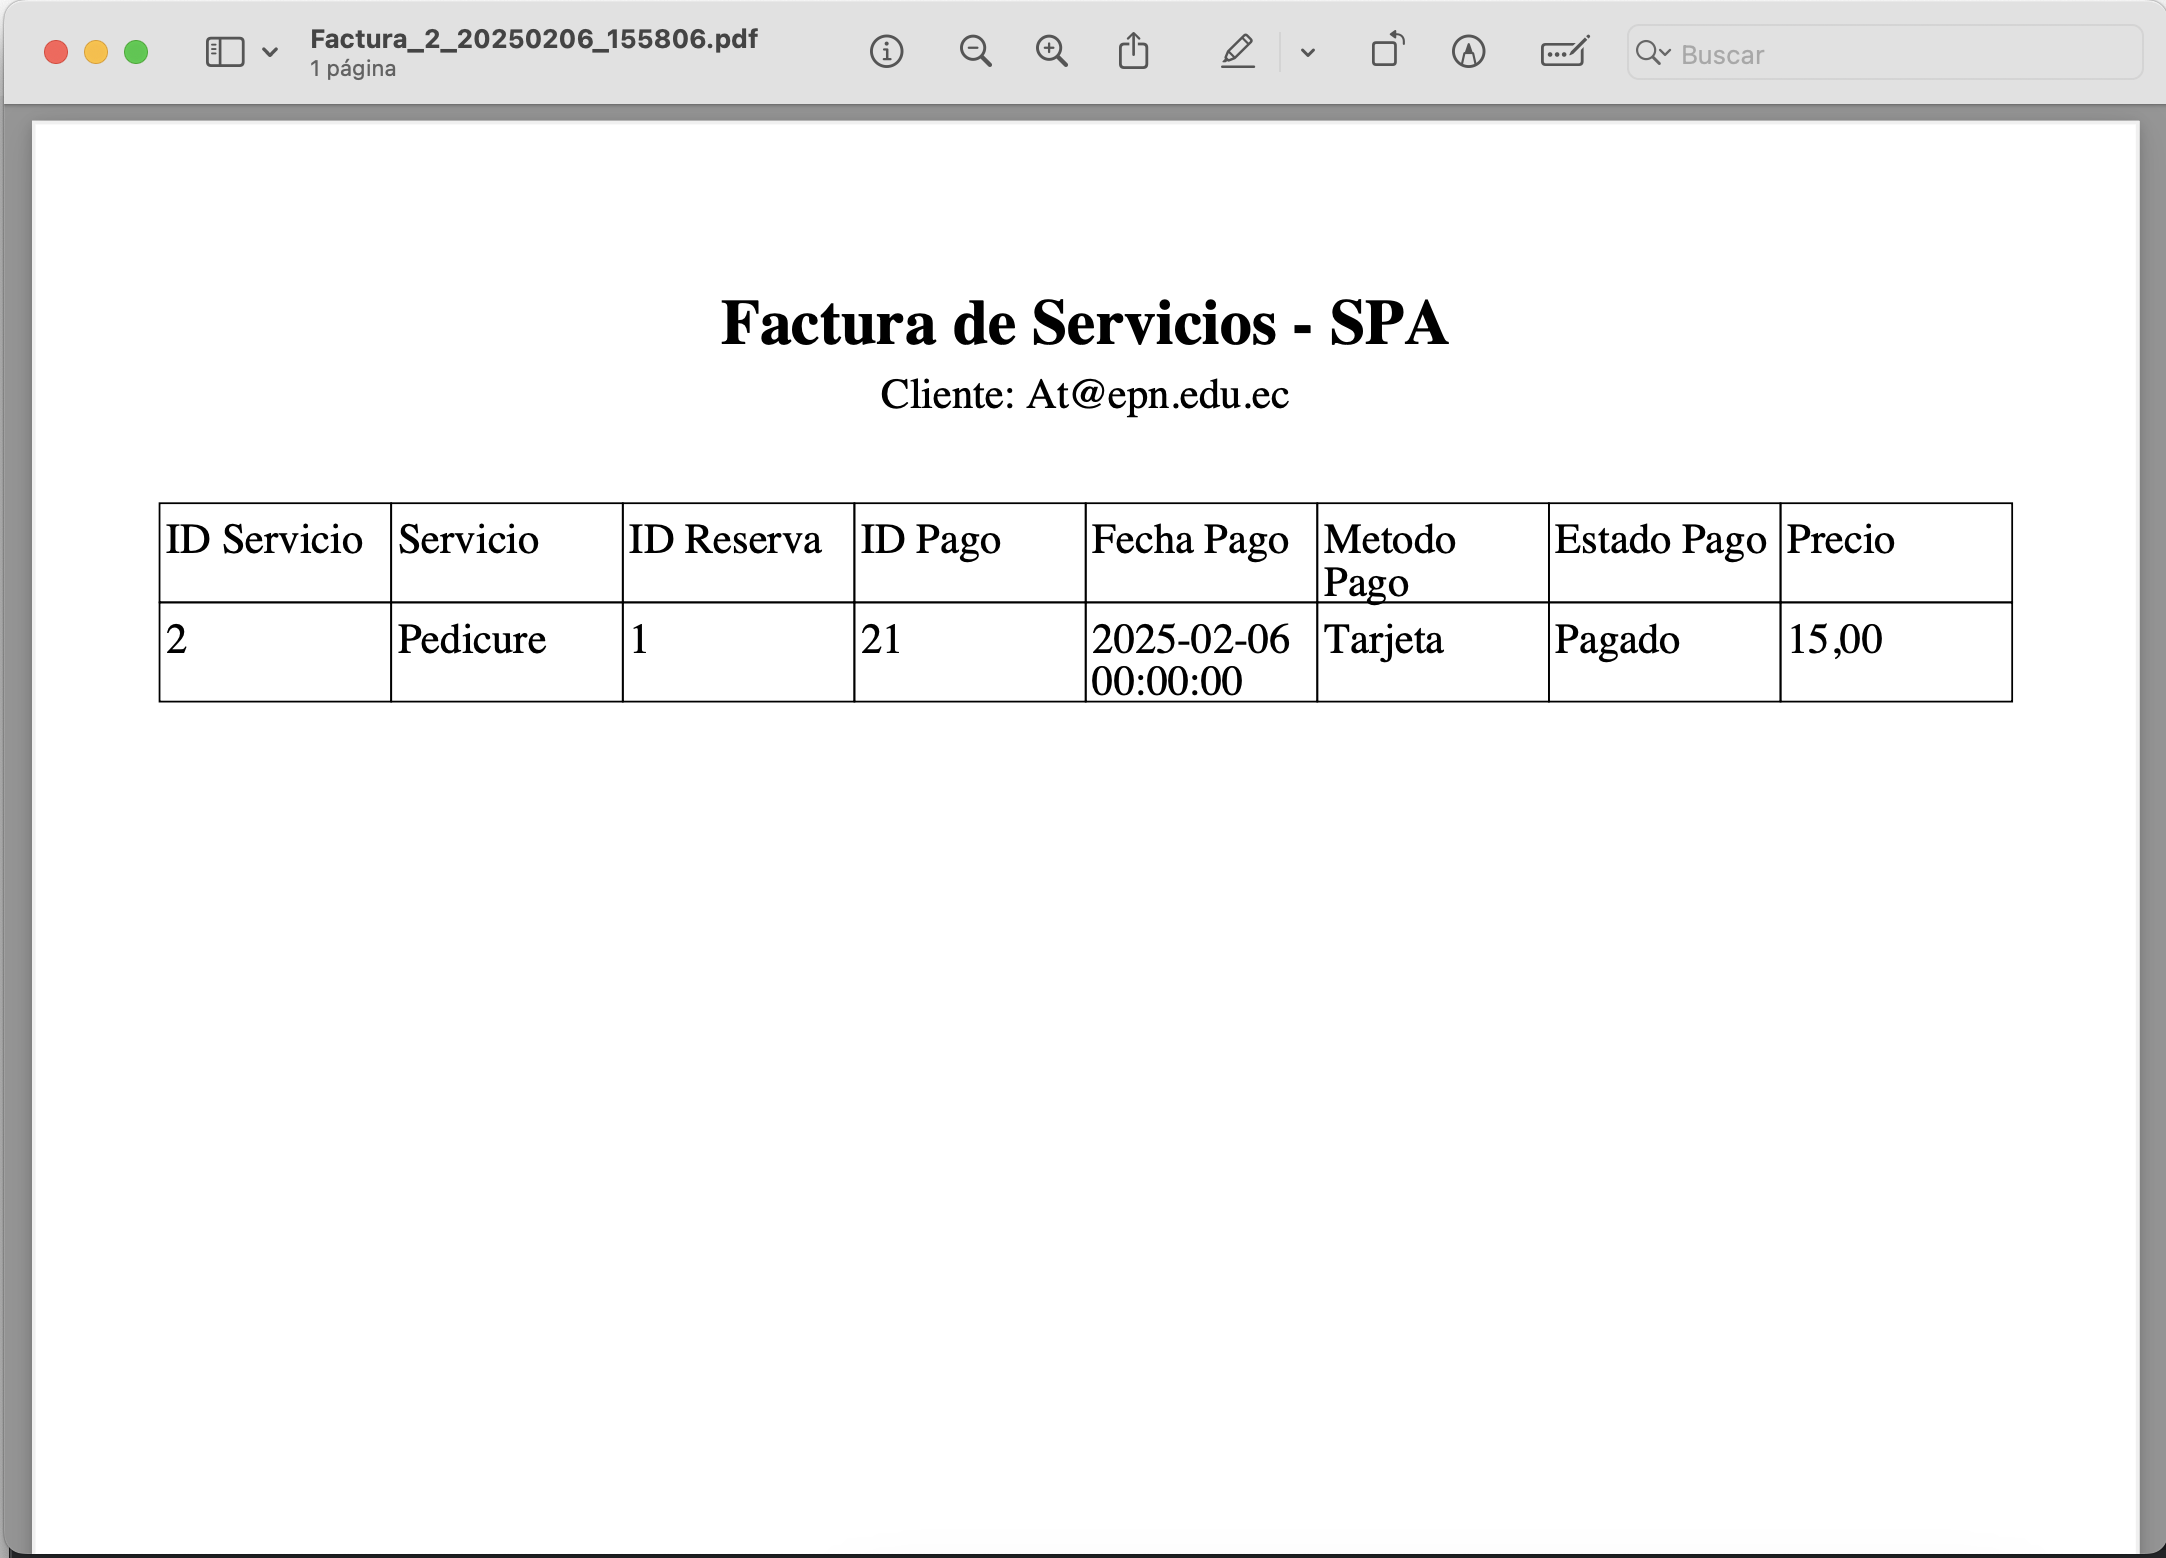 Factura_2_20250206_155806.pdf
1 página
Buscar
Factura de Servicios - SPA
Cliente: At@epn.edu.ec
ID Servicio Servicio ID Reserva ID Pago Fecha Pago Metodo Pago Estado Pago Precio
2 Pedicure 1 21 2025-02-06 00:00:00 Tarjeta Pagado 15,00